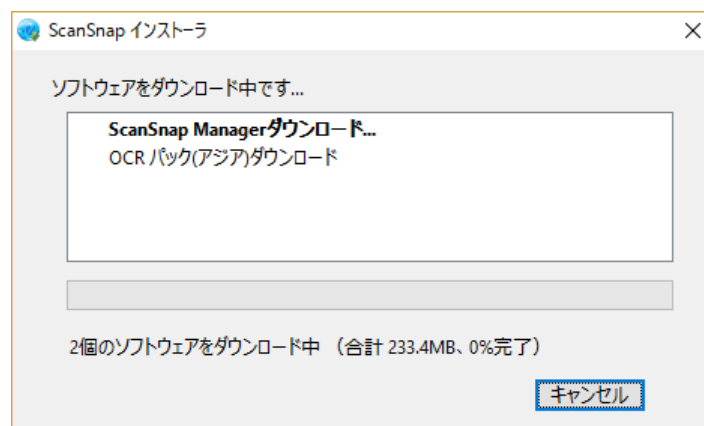 ScanSnap インストーラ
ソフトウェアをダウンロード中です...
ScanSnap Managerダウンロード...
OCR パック(アジア)ダウンロード
2個のソフトウェアをダウンロード中 （合計 233.4MB、0%完了）
キャンセル